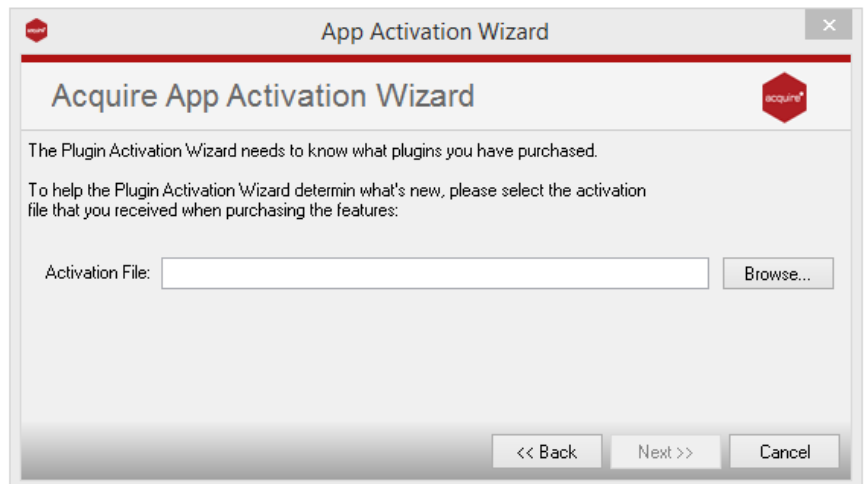 App Activation Wizard
Acquire App Activation Wizard
acquire
The Plugin Activation Wizard needs to know what plugins you have purchased.
To help the Plugin Activation Wizard determin what's new, please select the activation
file that you received when purchasing the features:
Activation File:
Browse...
<< Back
Next >>
Cancel